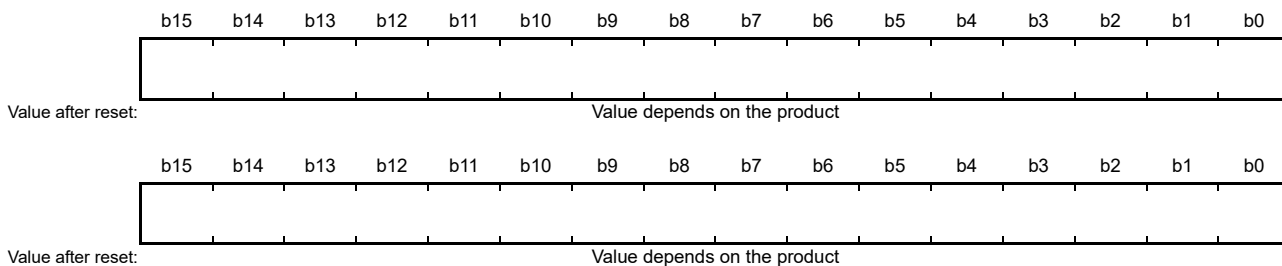 b15 b14 b13 b12 b11 b10 b9 b8 b7 b6 b5 b4 b3 b2 b1 b0
Value after reset: Value depends on the product
b15 b14 b13 b12 b11 b10 b9 b8 b7 b6 b5 b4 b3 b2 b1 b0
Value after reset: Value depends on the product